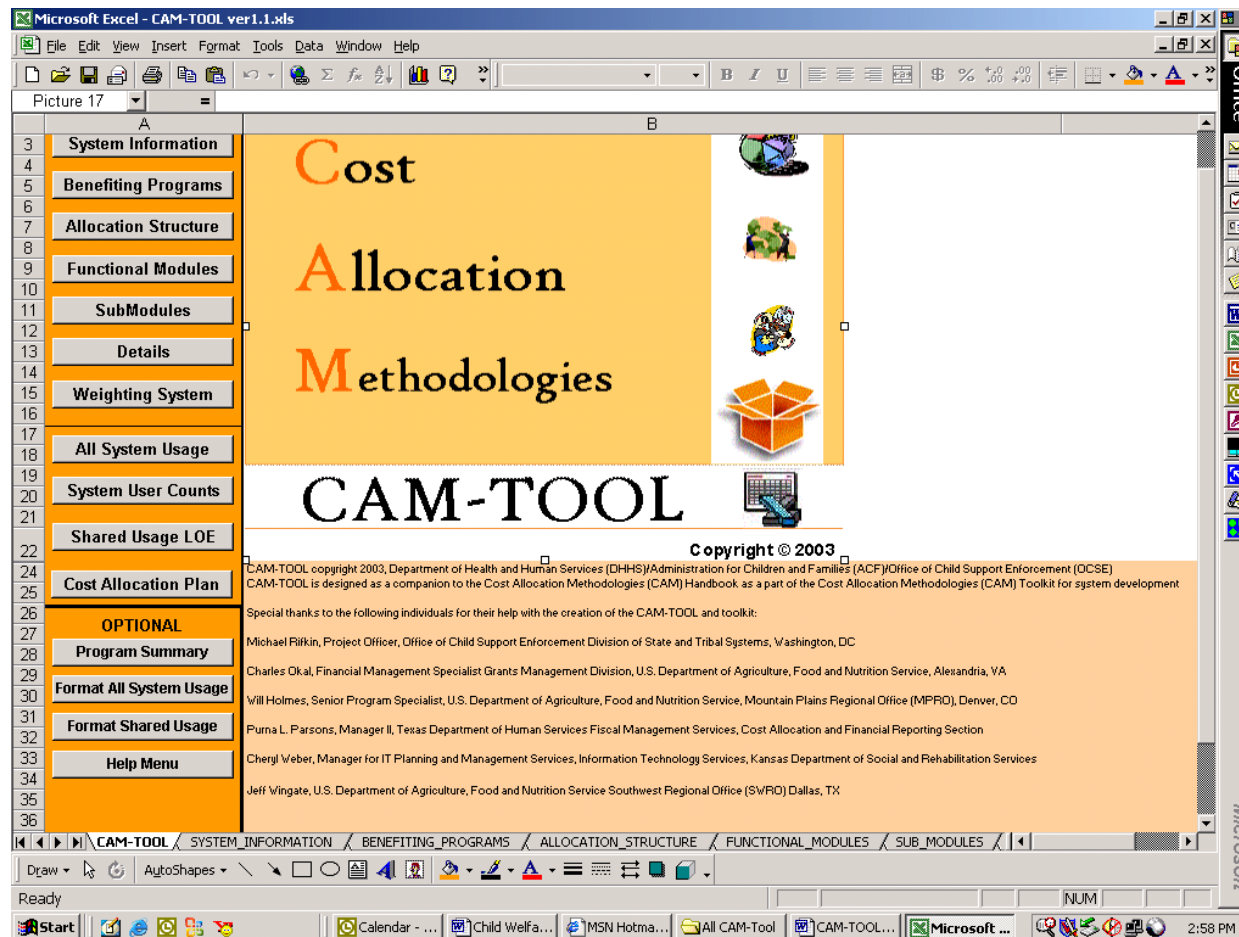 Microsoft Excel - CAM-TOOL ver1.1.xls
File Edit View Insert Format Tools Data Window Help
B I U $ %
Picture 17 =
A B
3 System Information
4
5 Benefiting Programs
6
7 Allocation Structure
8
9 Functional Modules
10
11 SubModules
12
13 Details
14
15 Weighting System
16
17
18 All System Usage
19
20 System User Counts
21
22 Shared Usage LOE
24
25 Cost Allocation Plan
26 OPTIONAL
27
28 Program Summary
29
30 Format All System Usage
31
32 Format Shared Usage
33 Help Menu
34
35
36
Cost
Allocation
Methodologies
CAM-TOOL
Copyright © 2003
CAM-TOOL copyright 2003, Department of Health and Human Services (DHHS)/Administration for Children and Families (ACF)/Office of Child Support Enforcement (OCSE)
CAM-TOOL is designed as a companion to the Cost Allocation Methodologies (CAM) Handbook as a part of the Cost Allocation Methodologies (CAM) Toolkit for system development
Special thanks to the following individuals for their help with the creation of the CAM-TOOL and toolkit:
Michael Rifkin, Project Officer, Office of Child Support Enforcement Division of State and Tribal Systems, Washington, DC
Charles Okal, Financial Management Specialist Grants Management Division, U.S. Department of Agriculture, Food and Nutrition Service, Alexandria, VA
Will Holmes, Senior Program Specialist, U.S. Department of Agriculture, Food and Nutrition Service, Mountain Plains Regional Office (MPRO), Denver, CO
Purna L. Parsons, Manager II, Texas Department of Human Services Fiscal Management Services, Cost Allocation and Financial Reporting Section
Cheryl Weber, Manager for IT Planning and Management Services, Information Technology Services, Kansas Department of Social and Rehabilitation Services
Jeff Wingate, U.S. Department of Agriculture, Food and Nutrition Service Southwest Regional Office (SWRO) Dallas, TX
CAM-TOOL / SYSTEM_INFORMATION / BENEFITING_PROGRAMS / ALLOCATION_STRUCTURE / FUNCTIONAL_MODULES / SUB_MODULES /
Draw AutoShapes
Ready NUM
Start Calendar - ... Child Welfa... MSN Hotma... All CAM-Tool CAM-TOOL... Microsoft ... 2:58 PM
Office